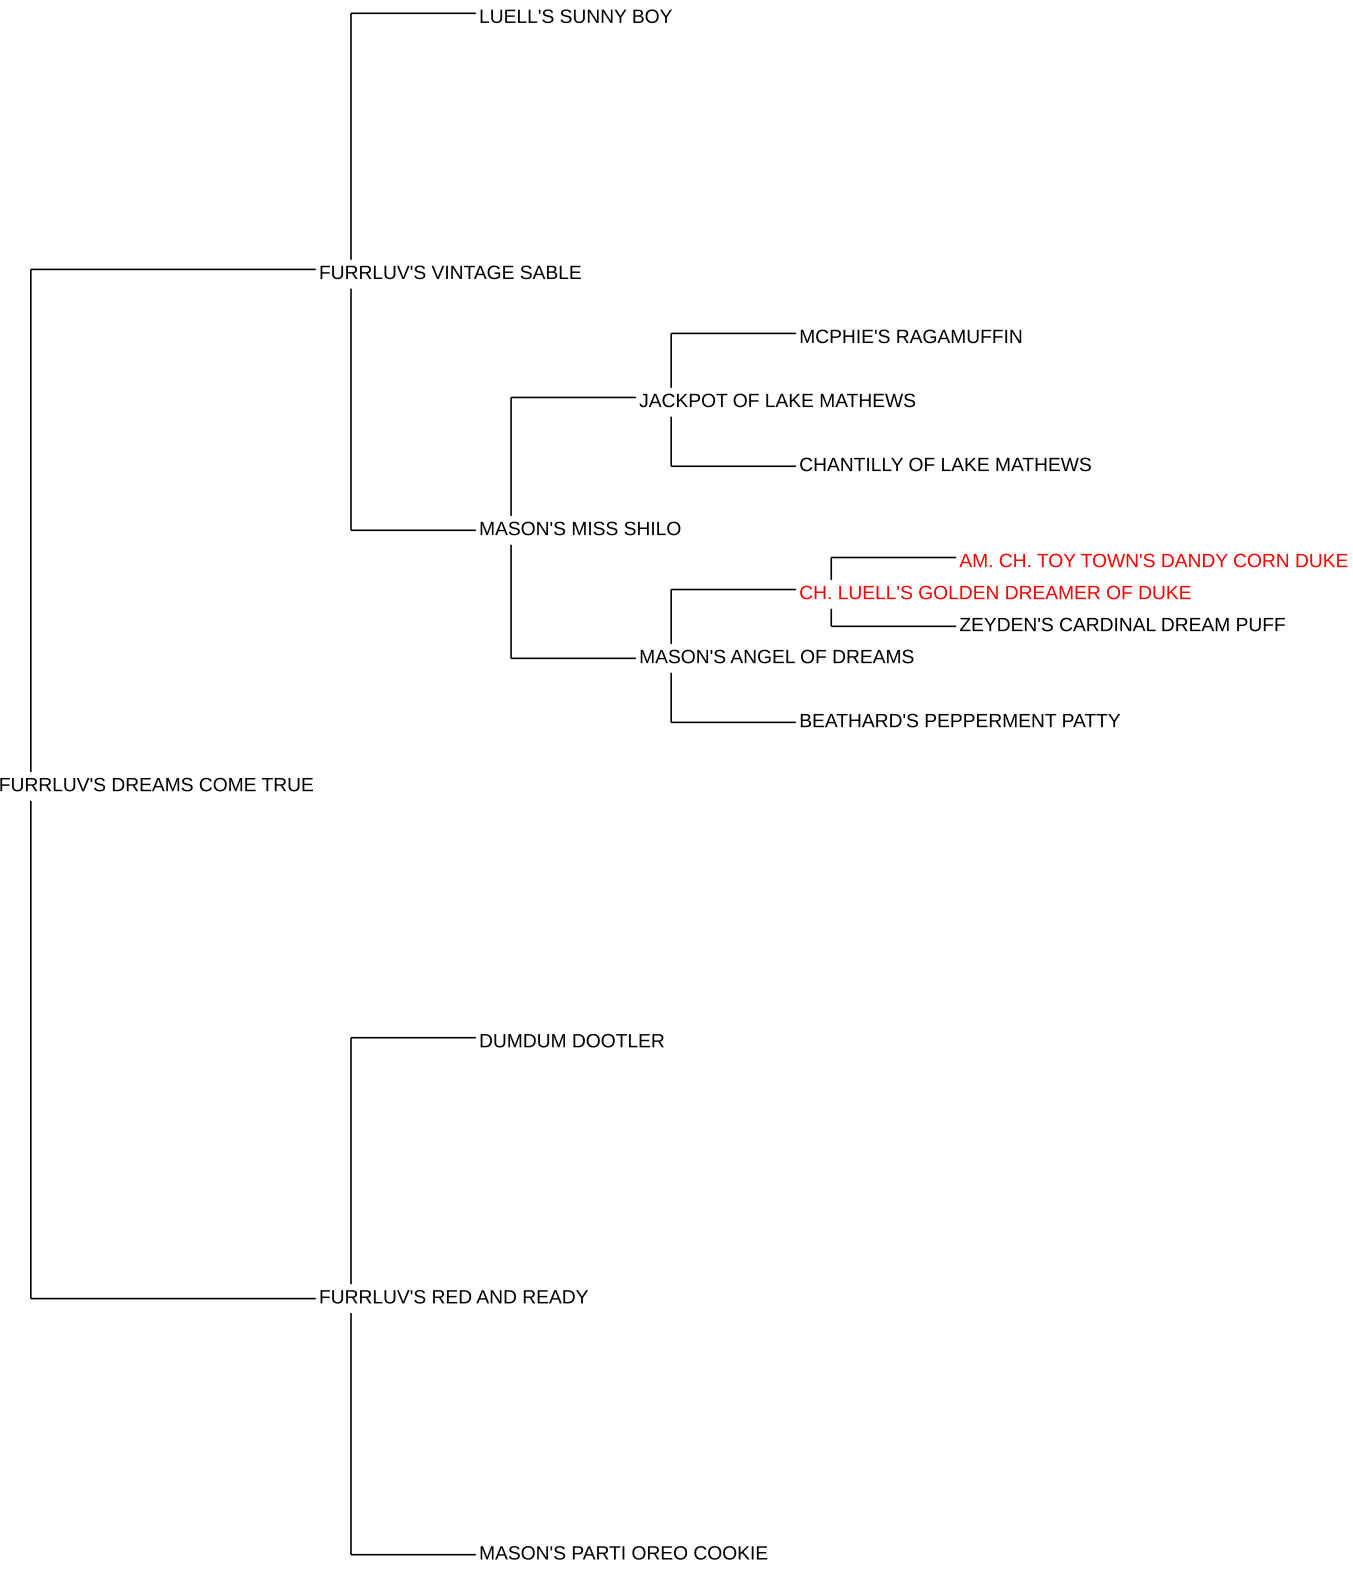 LUELL'S SUNNY BOY
FURRLUV'S VINTAGE SABLE
MCPHIE'S RAGAMUFFIN
JACKPOT OF LAKE MATHEWS
CHANTILLY OF LAKE MATHEWS
MASON'S MISS SHILO
AM. CH. TOY TOWN'S DANDY CORN DUKE
CH. LUELL'S GOLDEN DREAMER OF DUKE
ZEYDEN'S CARDINAL DREAM PUFF
MASON'S ANGEL OF DREAMS
BEATHARD'S PEPPERMENT PATTY
FURRLUV'S DREAMS COME TRUE
DUMDUM DOOTLER
FURRLUV'S RED AND READY
MASON'S PARTI OREO COOKIE